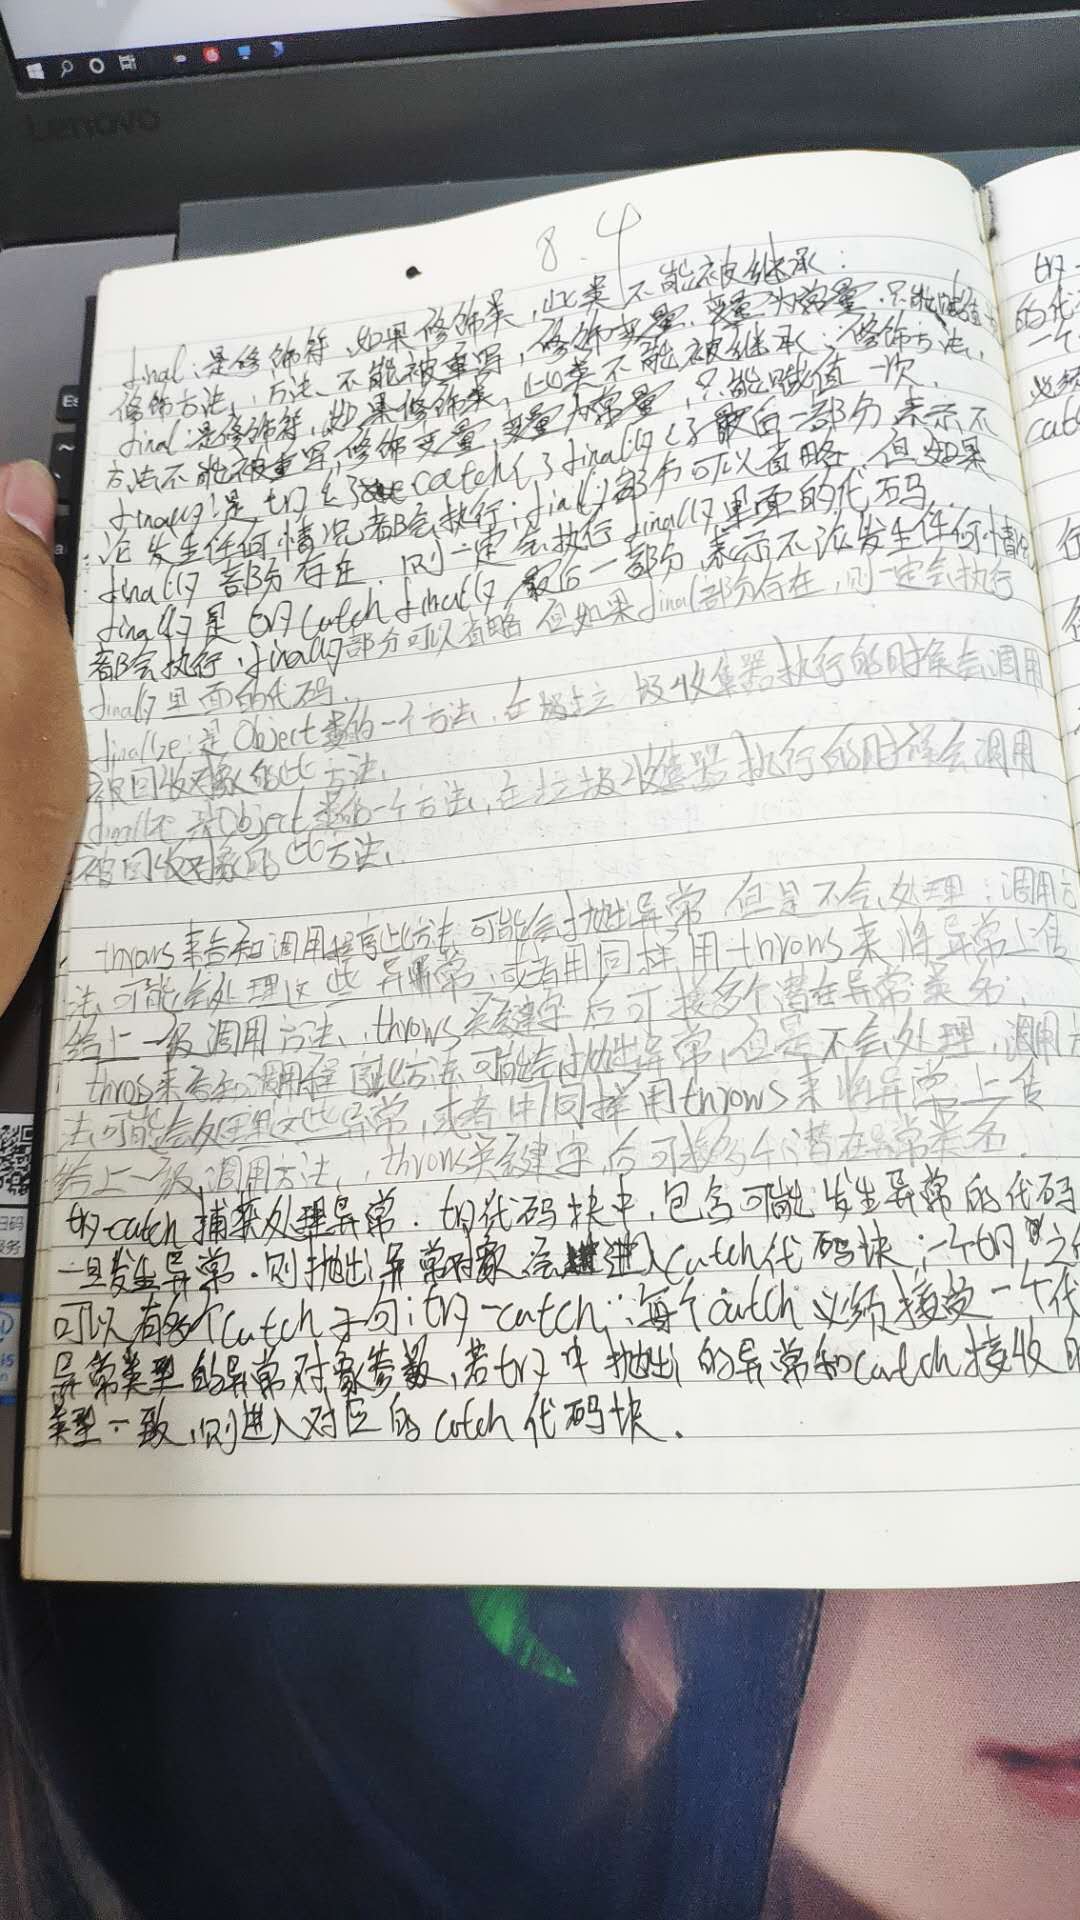 Lenovo
8.4
final:是修饰符,如果修饰类,此类不能被继承:
修饰方法,方法不能被重写,修饰变量,变量为常量,只能赋值
final:是修饰符,如果修饰类,此类不能被继承;修饰方法,
方法不能被重写,修饰变量,变量为常量,只能赋值一次.
finally:是try{} catch{} finally{}最后一部分 表示不
论发生任何情况都会执行;finally部分可以省略,但如果
finally部分存在,则一定会执行finally里面的代码.
finally是try catch finally最后一部分,表示不论发生任何情况
都会执行,finally部分可以省略 但如果final部分存在,则一定会执行
finally里面的代码.
finalize:是Object类的一个方法,在垃圾收集器执行的时候会调用
被回收对象的此方法.
是Object类的一个方法,在垃圾收集器执行的时候会调用
被回收对象的此方法.
throws来告知调用程序此方法可能会抛出异常 但是不会处理;调用方
法可能会处理这些异常,或者用同样用throws来将异常上传
给上一级调用方法、throws关键字后可接多个潜在异常类名;
thros来告知调用程序此方法可能会抛出异常,但是不会处理,调用方
法可能会处理这些异常,或者 同样用throws来将异常上传
给上一级调用方法,throws关键字后可接多个潜在异常类名.
try-catch捕获处理异常.try代码块中,包含可能发生异常的代码
一旦发生异常.则抛出异常对象 会进入catch代码块;一个try之
可以有多个catch子句;try-catch;每个catch必须接受一个代
异常类型的异常对象参数,若try中抛出的异常和catch接收的
类型一致,则进入对应的catch代码块.
try-
的代
一个
必须
catc
行